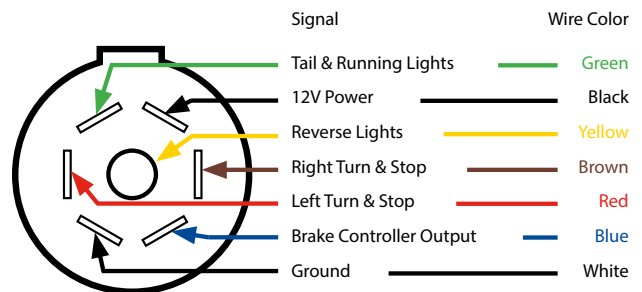 Signal Wire Color
Tail & Running Lights Green
12V Power Black
Reverse Lights Yellow
Right Turn & Stop Brown
Left Turn & Stop Red
Brake Controller Output Blue
Ground White